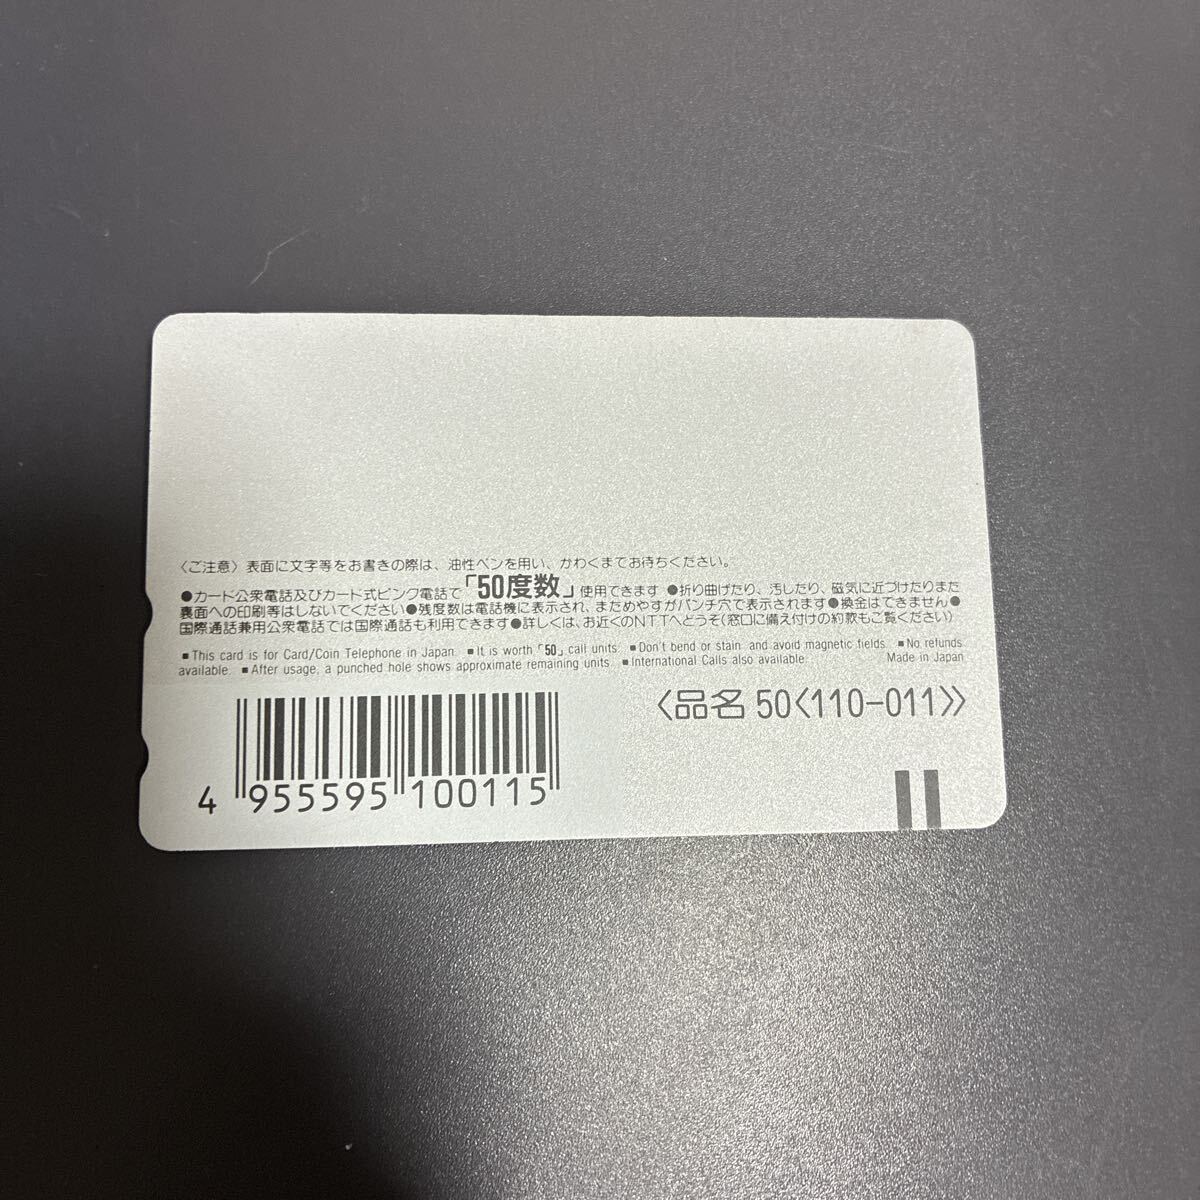 〈ご注意〉表面に文字等をお書きの際は、油性ペンを用い、かわくまでお待ちください。
●カード公衆電話及びカード式ピンク電話で「50度数」使用できます ●折り曲げたり、汚したり、磁気に近づけたりまた
裏面への印刷等はしないでください●残度数は電話機に表示され、まためやすがパンチ穴で表示されます●換金はできません●
国際通話兼用公衆電話では国際通話も利用できます●詳しくは、お近くのNTTへどうぞ(窓口に備え付けの約款もご覧ください)
■This card is for Card/Coin Telephone in Japan. ■It is worth「50」call units. ■Don't bend or stain and avoid magnetic fields. ■No refunds
available. ■After usage, a punched hole shows approximate remaining units. ■International Calls also available. Made in Japan
〈品名 50〈110-011〉〉
4 955595 100115